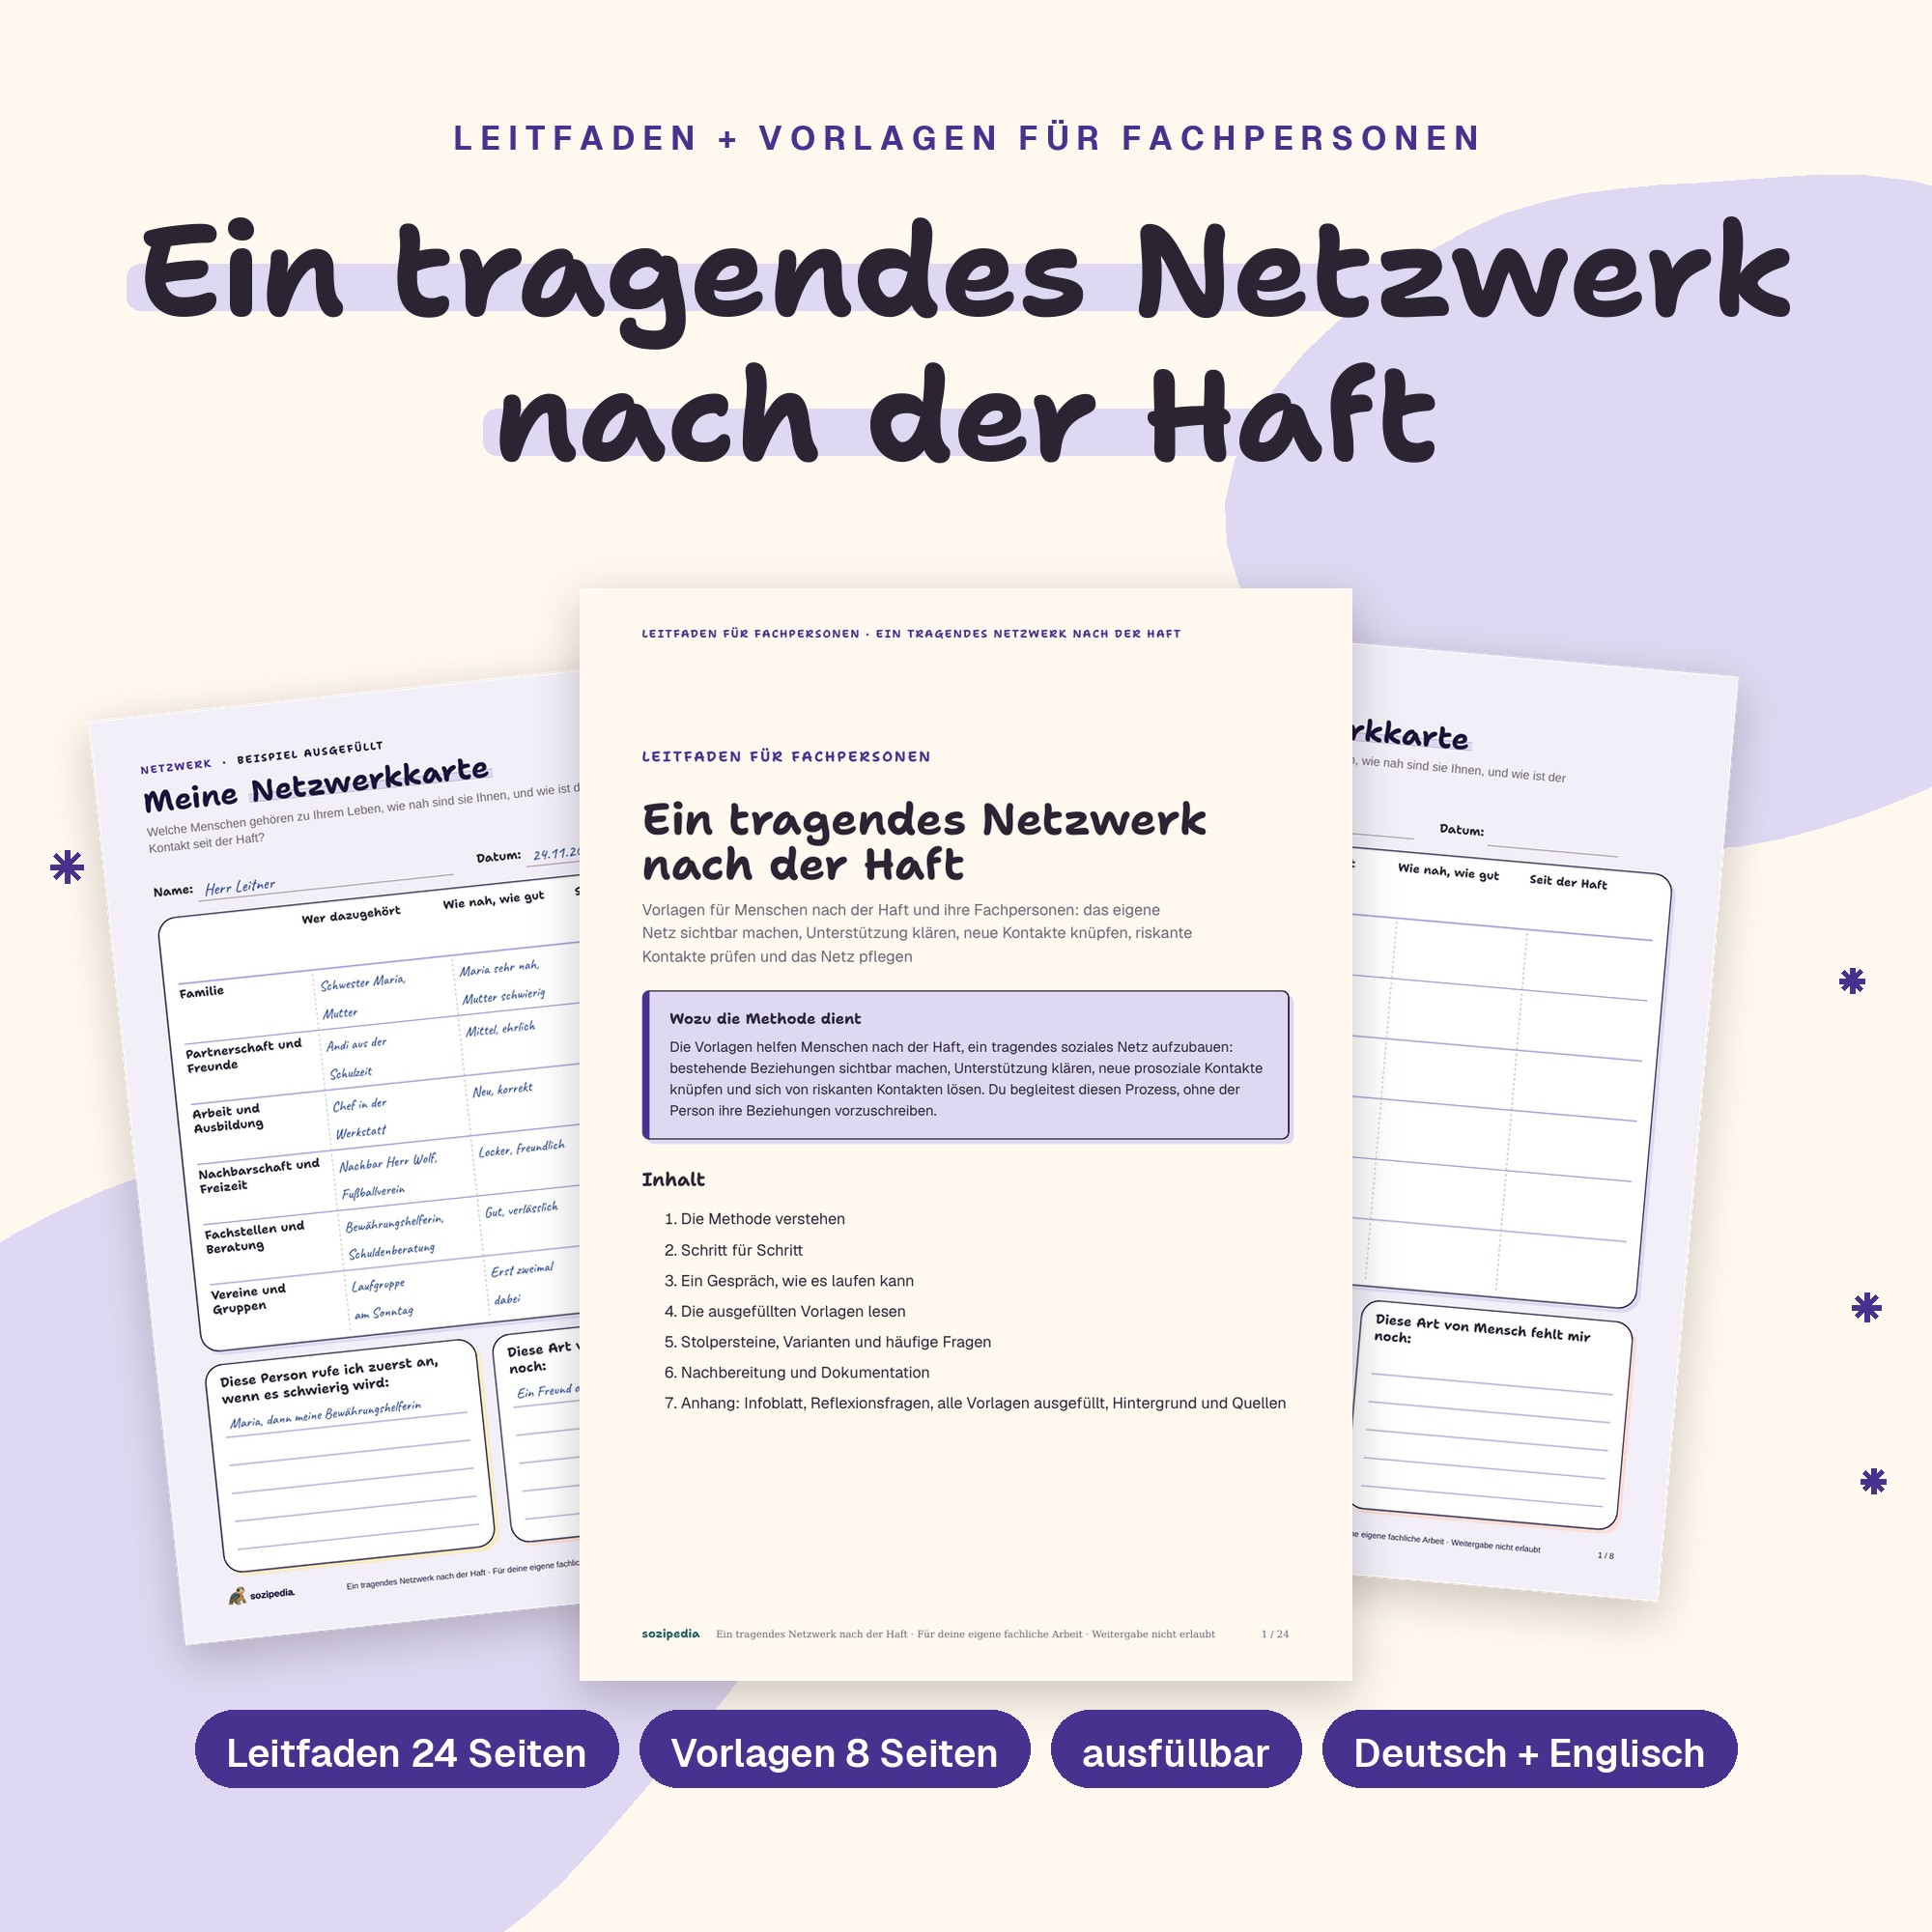 LEITFADEN + VORLAGEN FÜR FACHPERSONEN
Ein tragendes Netzwerk
nach der Haft
NETZWERK · BEISPIEL AUSGEFÜLLT
Meine Netzwerkkarte
Welche Menschen gehören zu Ihrem Leben, wie nah sind sie Ihnen, und wie ist
Kontakt seit der Haft?
Name: Herr Leitner
Datum: 24.11.
Wer dazugehört
Wie nah, wie gut
Familie
Schwester Maria,
Mutter
Maria sehr nah,
Mutter schwierig
Partnerschaft und
Freunde
Andi aus der
Schulzeit
Mittel, ehrlich
Arbeit und
Ausbildung
Chef in der
Werkstatt
Neu, korrekt
Nachbarschaft und
Freizeit
Nachbar Herr Wolf,
Fußballverein
Locker, freundlich
Fachstellen und
Beratung
Bewährungshelferin,
Schuldenberatung
Gut, verlässlich
Vereine und
Gruppen
Laufgruppe
am Sonntag
Erst zweimal
dabei
Diese Person rufe ich zuerst an,
wenn es schwierig wird:
Maria, dann meine Bewährungshelferin
Diese Art
noch:
Ein Freund
sozipedia.
Ein tragendes Netzwerk nach der Haft · Für deine eigene
LEITFADEN FÜR FACHPERSONEN · EIN TRAGENDES NETZWERK NACH DER HAFT
LEITFADEN FÜR FACHPERSONEN
Ein tragendes Netzwerk
nach der Haft
Vorlagen für Menschen nach der Haft und ihre Fachpersonen: das eigene
Netz sichtbar machen, Unterstützung klären, neue Kontakte knüpfen, riskante
Kontakte prüfen und das Netz pflegen
Wozu die Methode dient
Die Vorlagen helfen Menschen nach der Haft, ein tragendes soziales Netz aufzubauen:
bestehende Beziehungen sichtbar machen, Unterstützung klären, neue prosoziale Kontakte
knüpfen und sich von riskanten Kontakten lösen. Du begleitest diesen Prozess, ohne der
Person ihre Beziehungen vorzuschreiben.
Inhalt
1. Die Methode verstehen
2. Schritt für Schritt
3. Ein Gespräch, wie es laufen kann
4. Die ausgefüllten Vorlagen lesen
5. Stolpersteine, Varianten und häufige Fragen
6. Nachbereitung und Dokumentation
7. Anhang: Infoblatt, Reflexionsfragen, alle Vorlagen ausgefüllt, Hintergrund und Quellen
sozipedia
Ein tragendes Netzwerk nach der Haft · Für deine eigene fachliche Arbeit · Weitergabe nicht erlaubt
1 / 24
rkkarte
wie nah sind sie Ihnen, und wie ist der
Datum:
Wie nah, wie gut
Seit der Haft
Diese Art von Mensch fehlt mir
noch:
eigene fachliche Arbeit · Weitergabe nicht erlaubt
1 / 8
Leitfaden 24 Seiten
Vorlagen 8 Seiten
ausfüllbar
Deutsch + Englisch